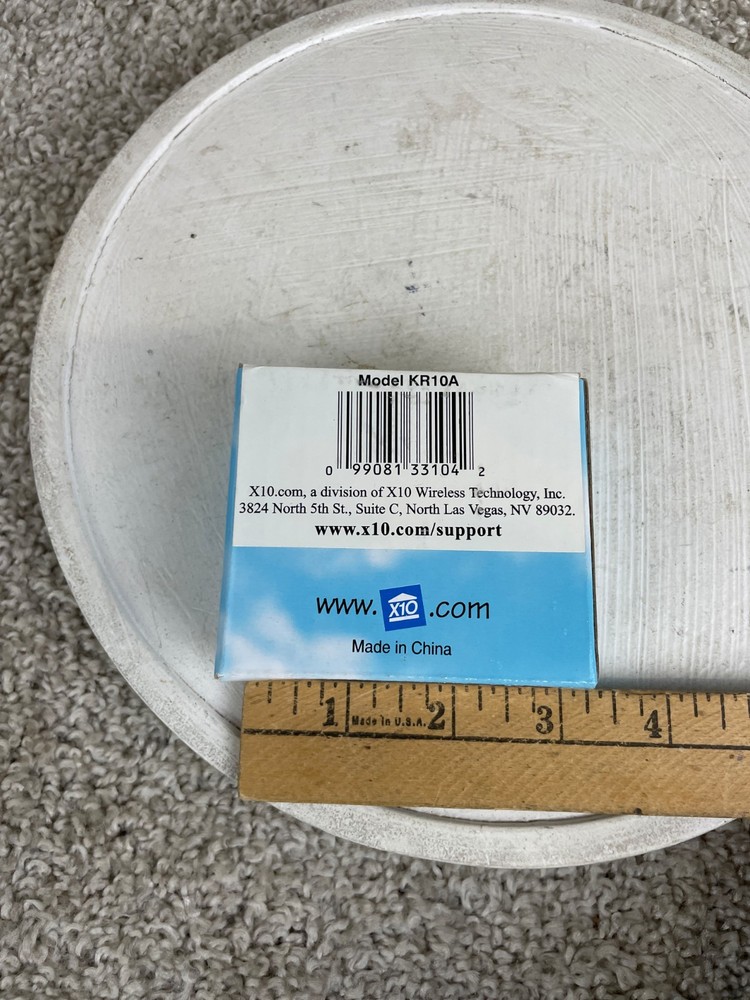 Model KR10A
0 99081 33104 2
X10.com, a division of X10 Wireless Technology, Inc.
3824 North 5th St., Suite C, North Las Vegas, NV 89032.
www.x10.com/support
www.X10.com
Made in China
1 Made in U.S.A. 2 3 4